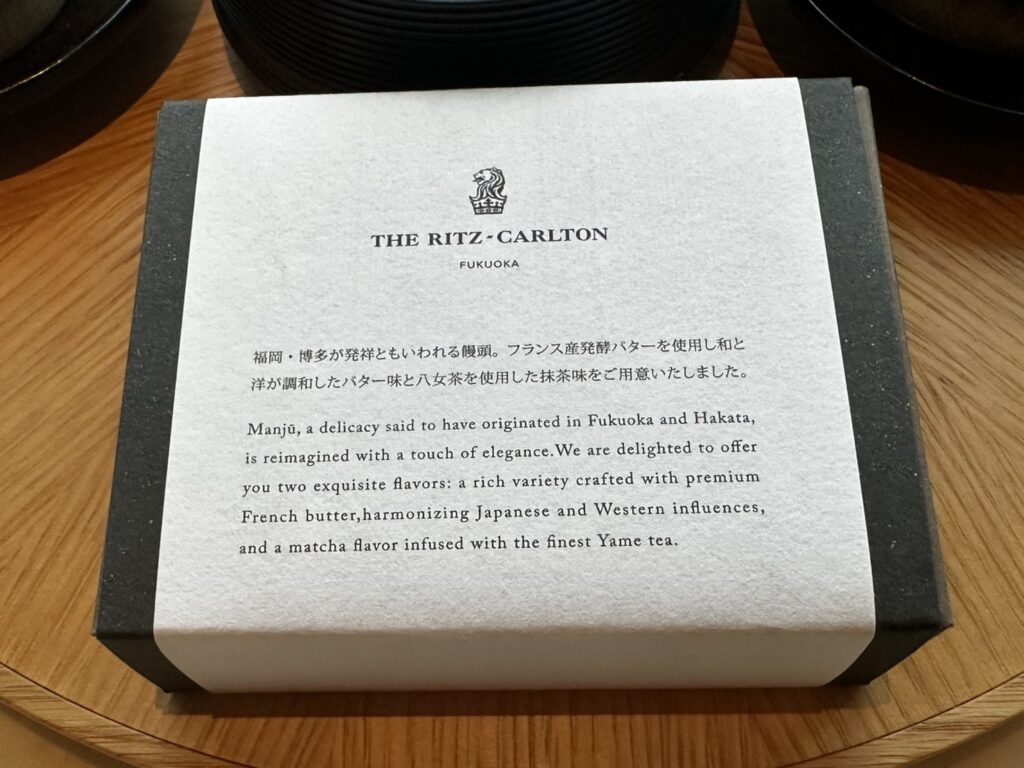 THE RITZ-CARLTON
FUKUOKA
福岡・博多が発祥ともいわれる饅頭。フランス産発酵バターを使用し和と
洋が調和したバター味と八女茶を使用した抹茶味をご用意いたしました。
Manjū, a delicacy said to have originated in Fukuoka and Hakata,
is reimagined with a touch of elegance.We are delighted to offer
you two exquisite flavors: a rich variety crafted with premium
French butter,harmonizing Japanese and Western influences,
and a matcha flavor infused with the finest Yame tea.